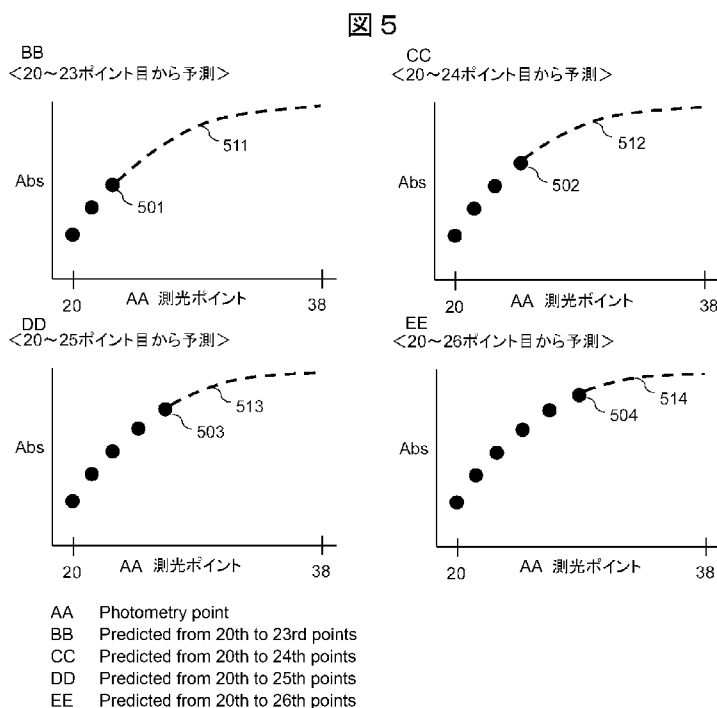 図5
BB
<20~23ポイント目から予測>
Abs
511
501
20
38
AA 測光ポイント
CC
<20~24ポイント目から予測>
Abs
512
502
20
38
AA 測光ポイント
DD
<20~25ポイント目から予測>
Abs
513
503
20
38
AA 測光ポイント
EE
<20~26ポイント目から予測>
Abs
514
504
20
38
AA 測光ポイント
AA Photometry point
BB Predicted from 20th to 23rd points
CC Predicted from 20th to 24th points
DD Predicted from 20th to 25th points
EE Predicted from 20th to 26th points